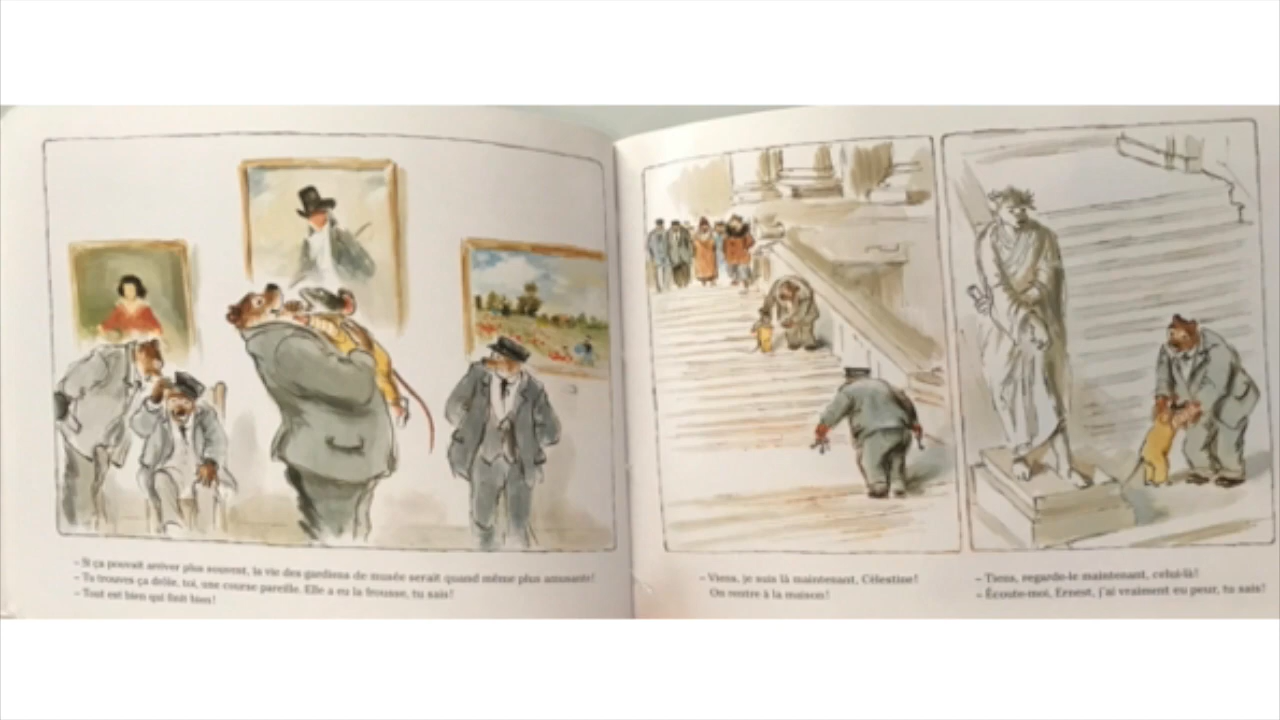 – Si ça pouvait arriver plus souvent, la vie des gardiens de musée serait quand même plus amusante!
– Tu trouves ça drôle, toi, une course pareille. Elle a eu la frousse, tu sais!
– Tout est bien qui finit bien!
– Viens, je suis là maintenant, Célestine!
On rentre à la maison!
– Tiens, regarde-le maintenant, celui-là!
– Écoute-moi, Ernest, j'ai vraiment eu peur, tu sais!